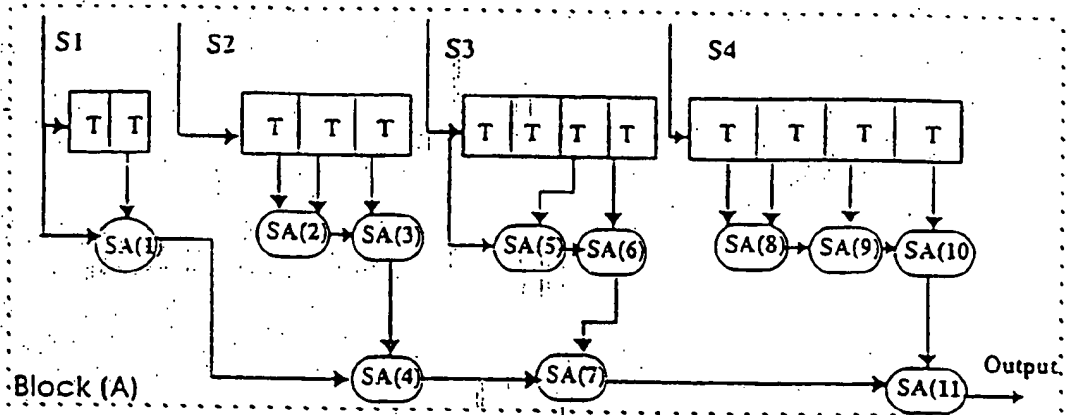 S1 S2 S3 S4
T T T T T T T T T T T T T
SA(1) SA(2) SA(3) SA(5) SA(6) SA(8) SA(9) SA(10)
Output
Block (A) SA(4) SA(7) SA(11)